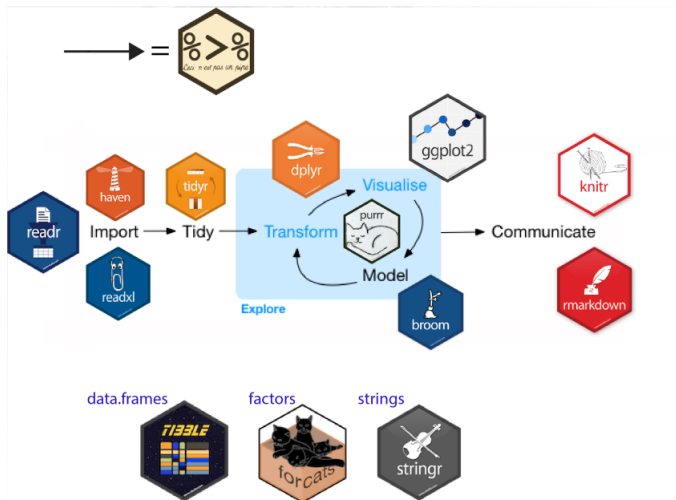 =
%>%
Ceci n'est pas un pipe
dplyr
ggplot2
haven
tidyr
Visualise
knitr
readr
Import
Tidy
Transform
purrr
Communicate
readxl
Model
Explore
broom
rmarkdown
data.frames
factors
strings
TIBBLE
forcats
stringr